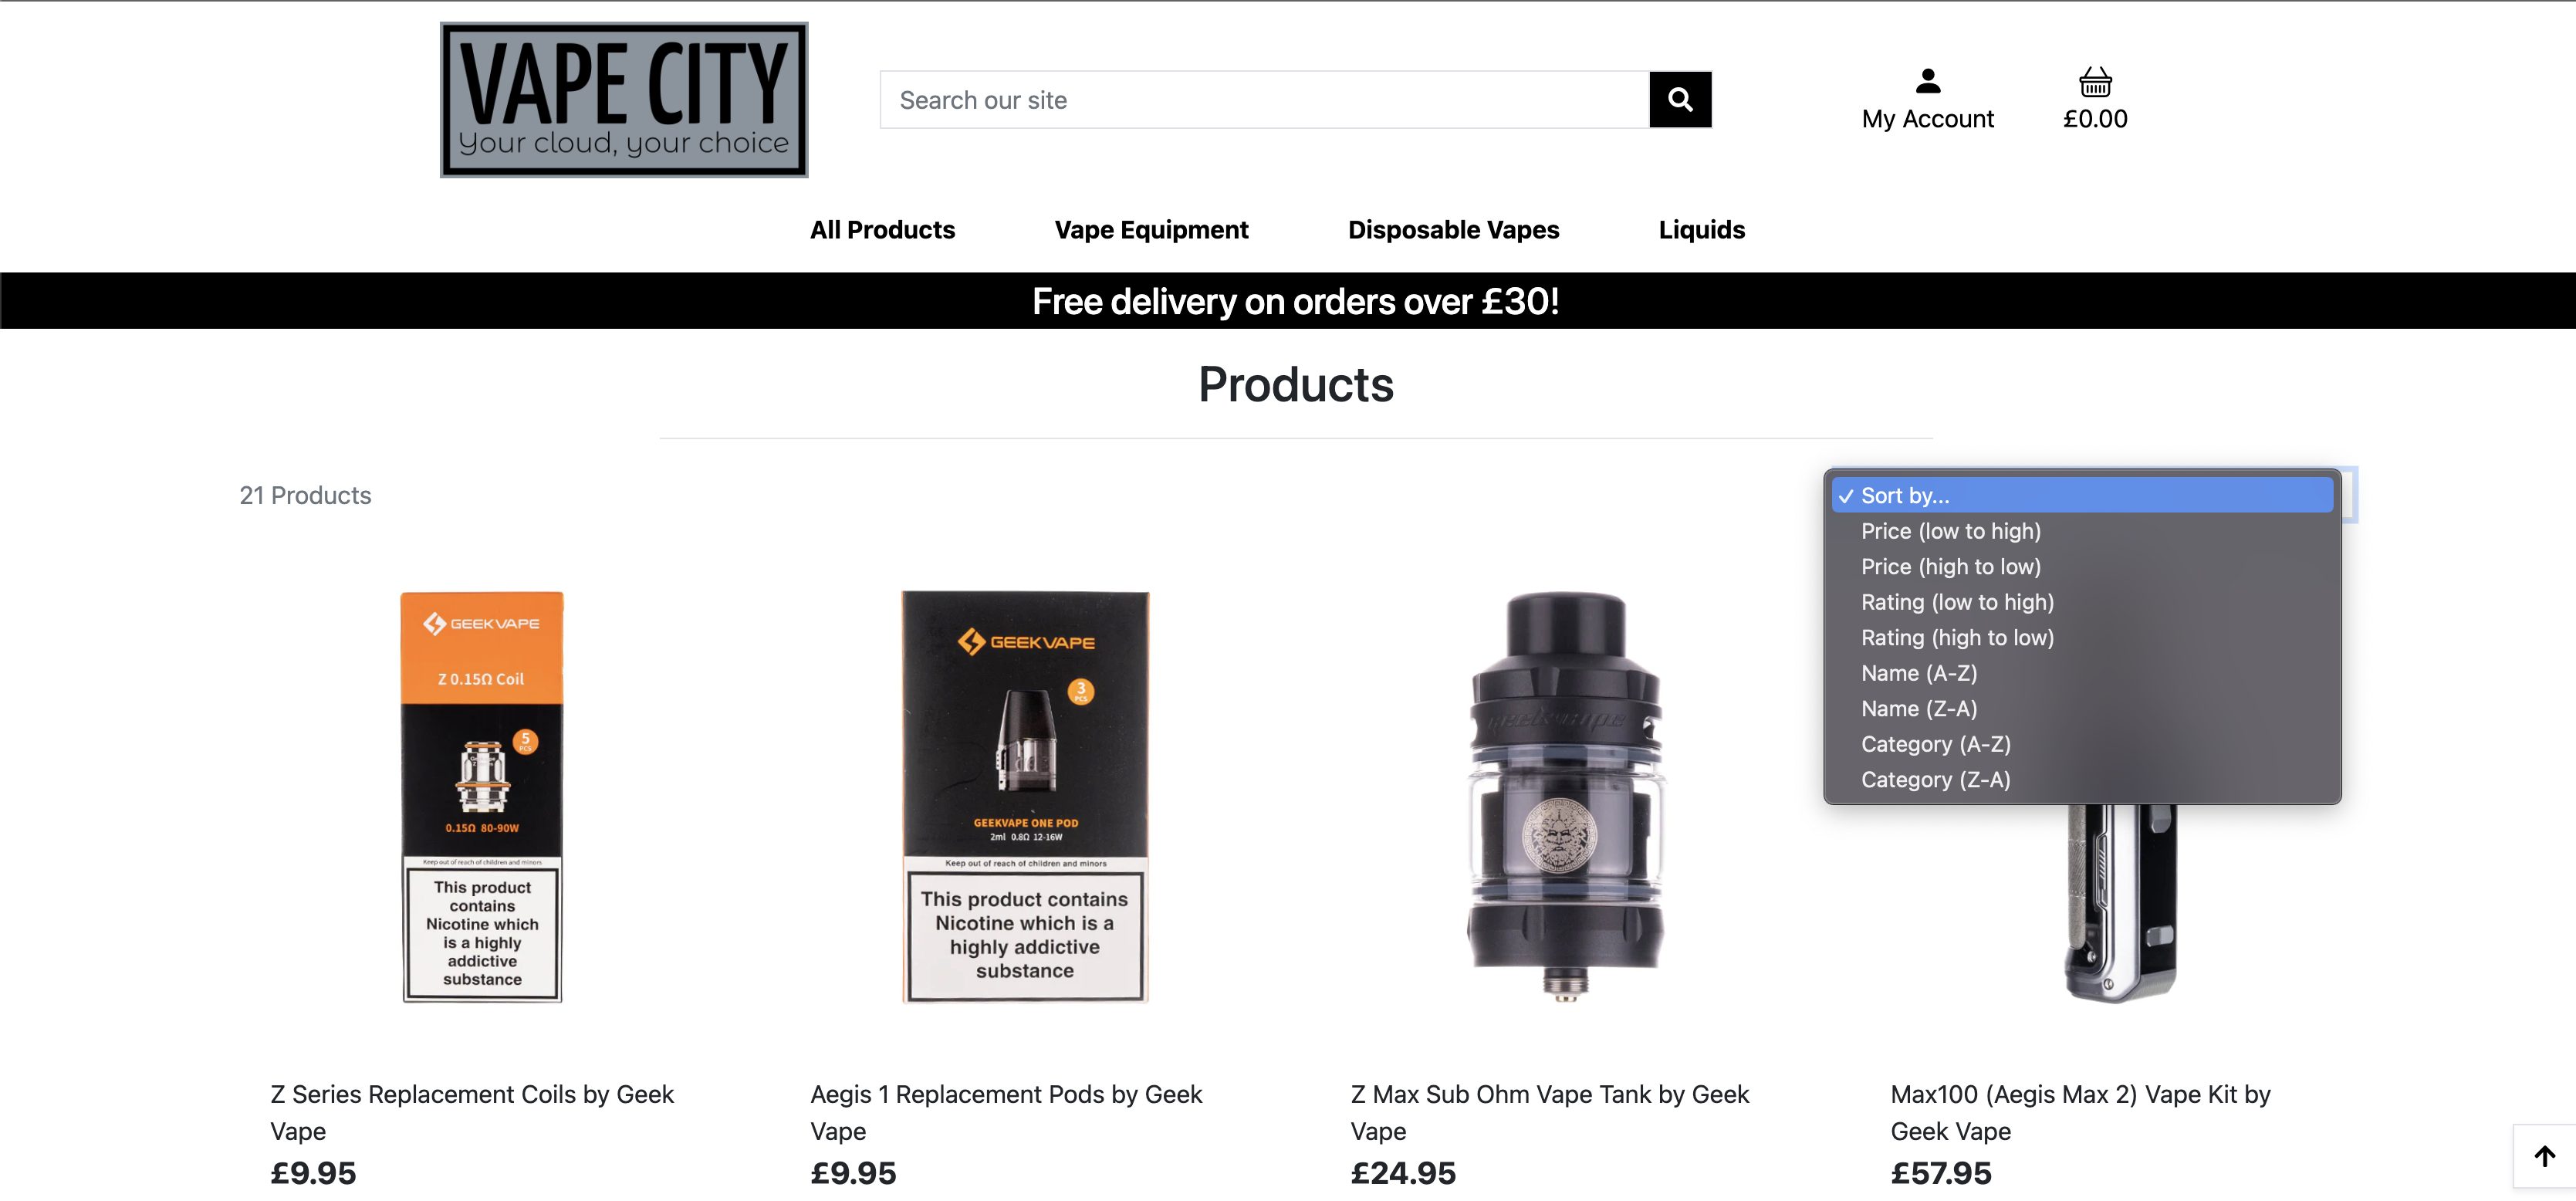 VAPE CITY
Your cloud, your choice
Search our site
My Account
£0.00
All Products
Vape Equipment
Disposable Vapes
Liquids
Free delivery on orders over £30!
Products
21 Products
✓ Sort by...
Price (low to high)
Price (high to low)
Rating (low to high)
Rating (high to low)
Name (A-Z)
Name (Z-A)
Category (A-Z)
Category (Z-A)
GEEKVAPE
Z 0.15Ω Coil
5
PCS
0.15Ω 80-90W
Keep out of reach of children and minors
This product
contains
Nicotine which
is a highly
addictive
substance
GEEKVAPE
3
PCS
GEEKVAPE ONE POD
2ml 0.8Ω 12-16W
Keep out of reach of children and minors
This product contains
Nicotine which is a
highly addictive
substance
geekvape
Z Series Replacement Coils by Geek
Vape
£9.95
Aegis 1 Replacement Pods by Geek
Vape
£9.95
Z Max Sub Ohm Vape Tank by Geek
Vape
£24.95
Max100 (Aegis Max 2) Vape Kit by
Geek Vape
£57.95